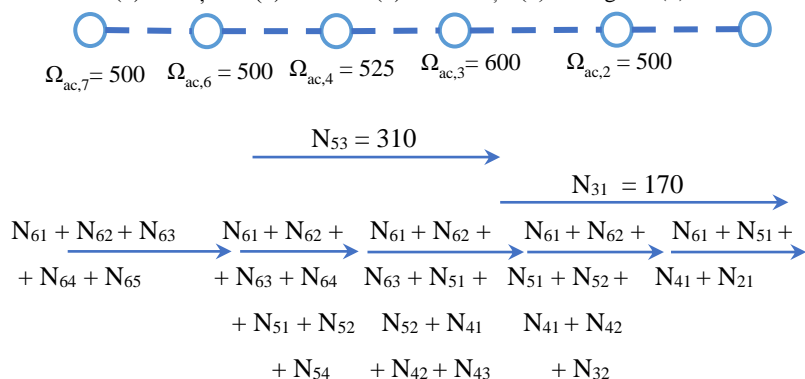 Ω_ac,7 = 500 Ω_ac,6 = 500 Ω_ac,4 = 525 Ω_ac,3 = 600 Ω_ac,2 = 500
N₅₃ = 310
N₃₁ = 170
N₆₁ + N₆₂ + N₆₃ N₆₁ + N₆₂ + N₆₁ + N₆₂ + N₆₁ + N₆₂ + N₆₁ + N₅₁ +
+ N₆₄ + N₆₅ + N₆₃ + N₆₄ N₆₃ + N₅₁ + N₅₁ + N₅₂ + N₄₁ + N₂₁
+ N₅₁ + N₅₂ N₅₂ + N₄₁ N₄₁ + N₄₂
+ N₅₄ + N₄₂ + N₄₃ + N₃₂